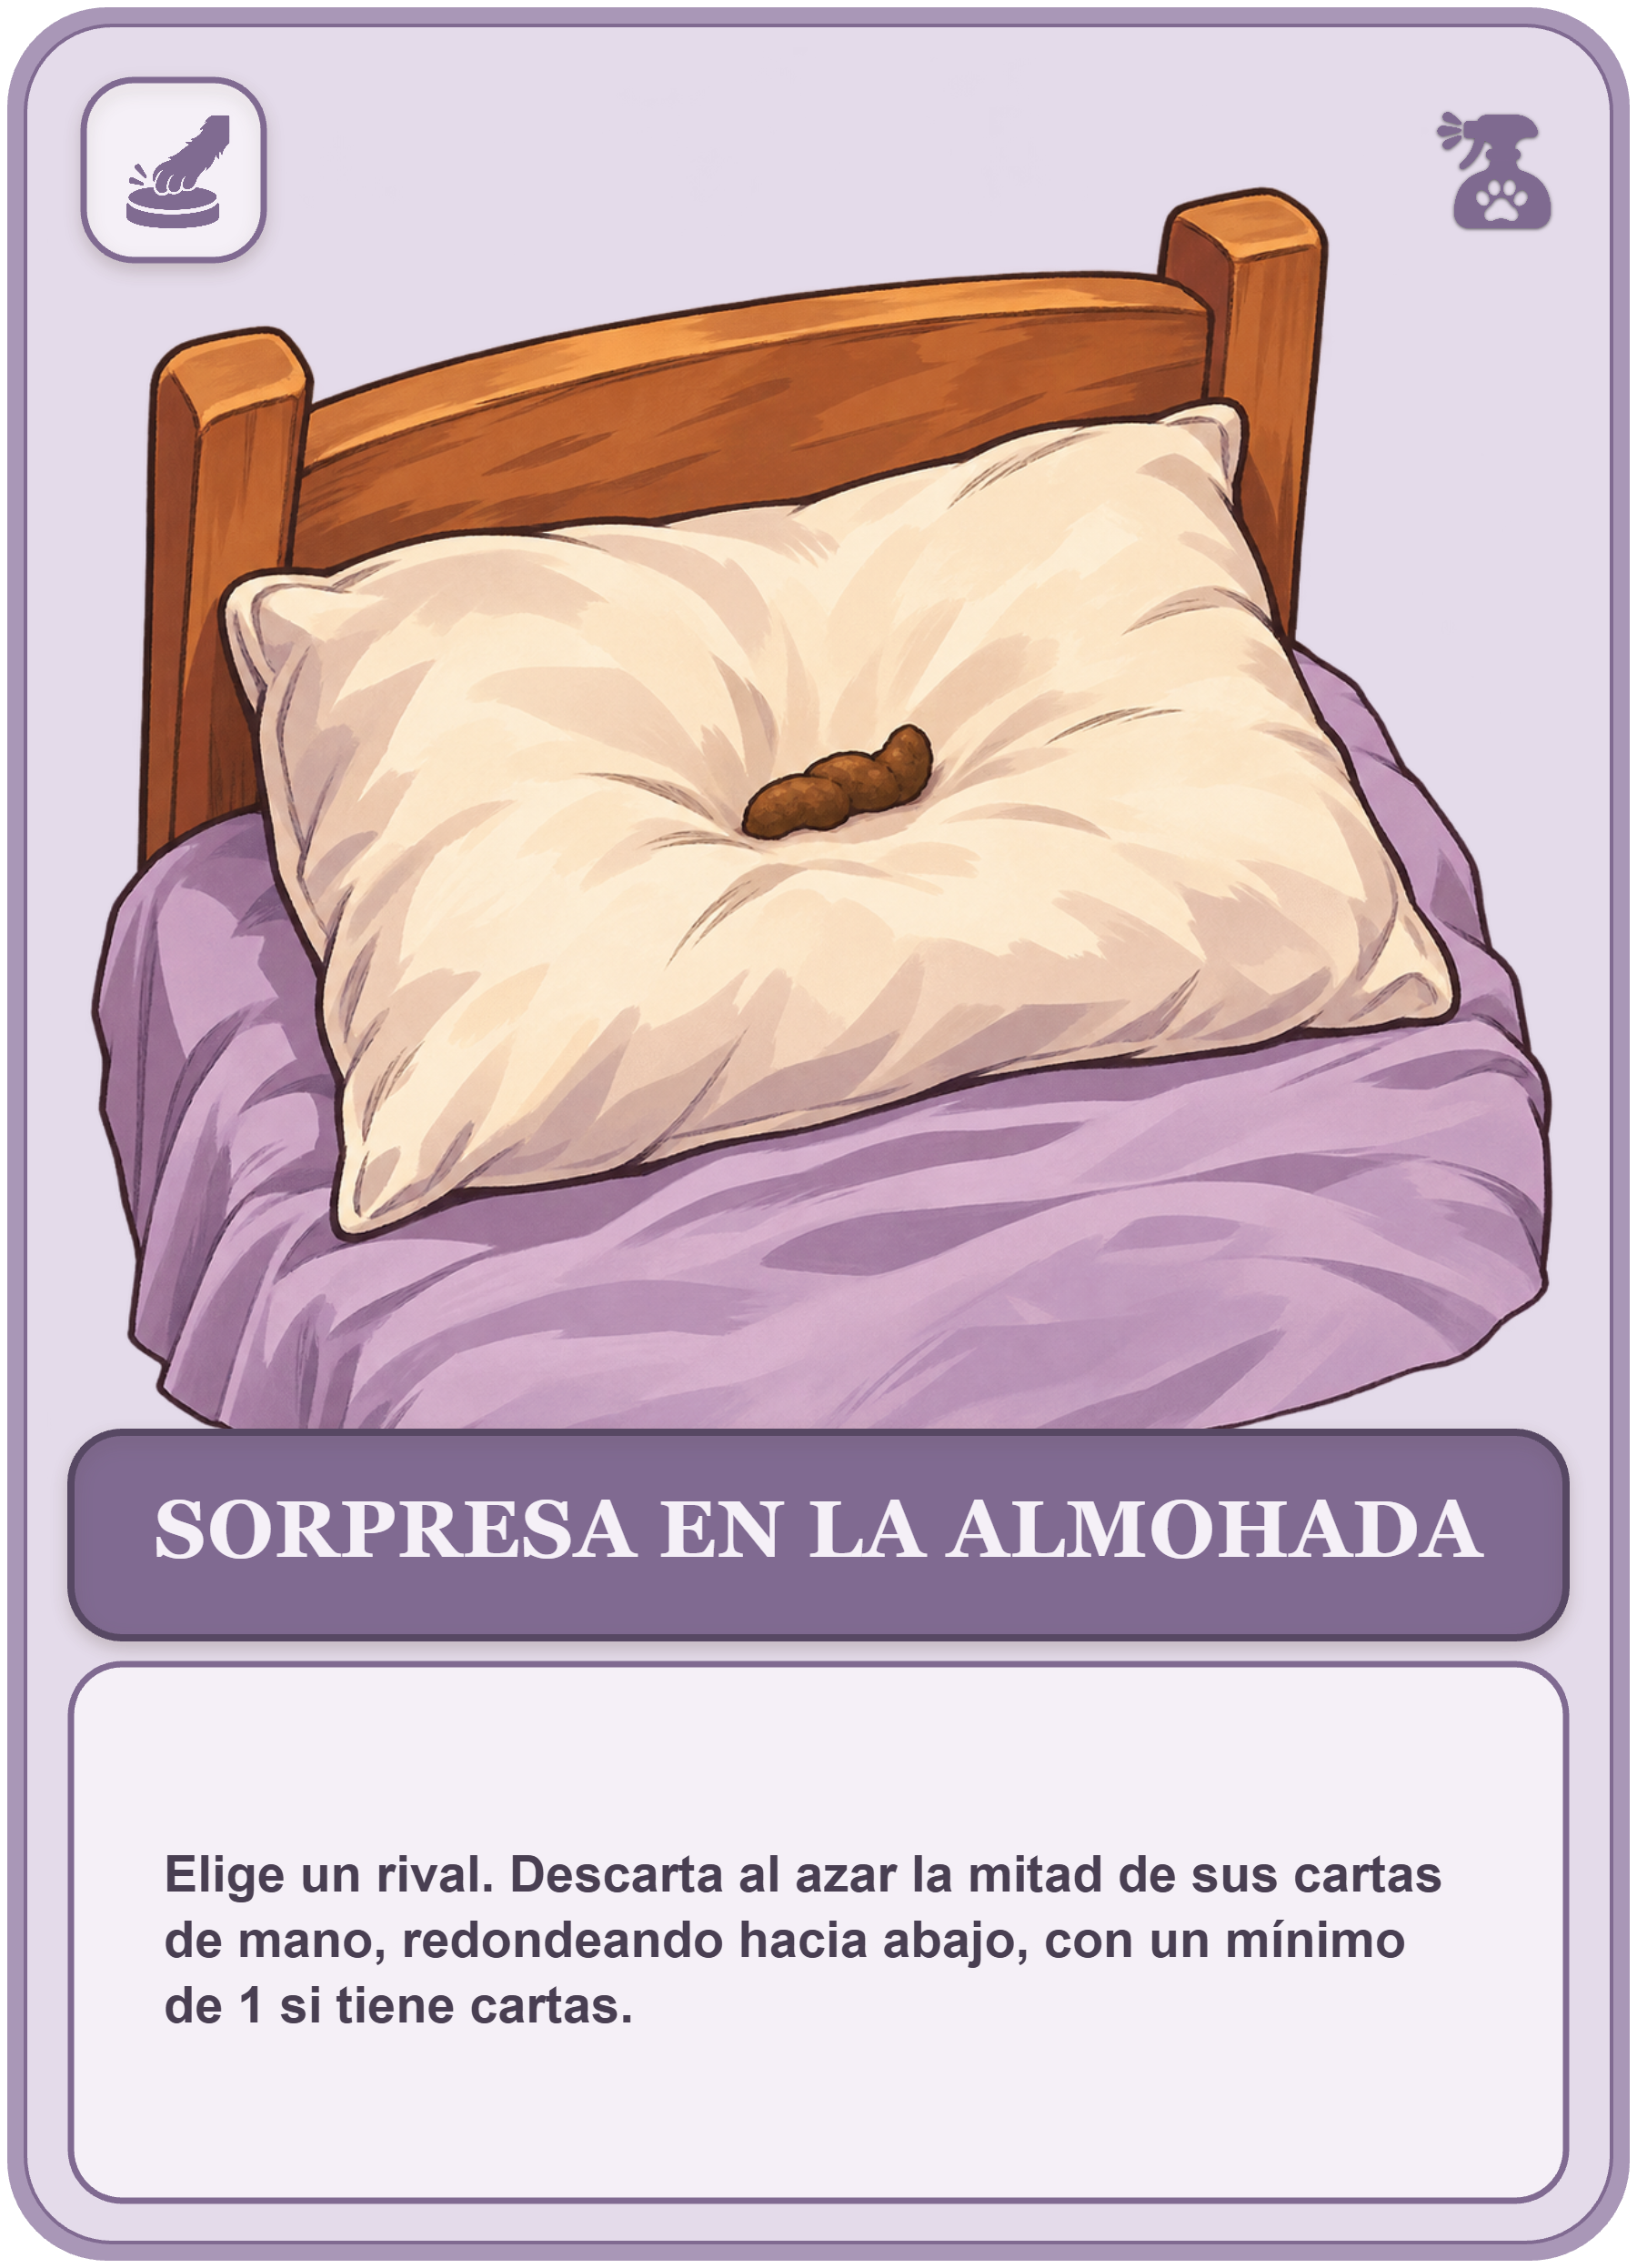 SORPRESA EN LA ALMOHADA
Elige un rival. Descarta al azar la mitad de sus cartas
de mano, redondeando hacia abajo, con un mínimo
de 1 si tiene cartas.